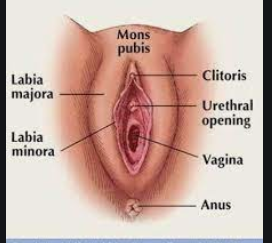 Mons
pubis
Labia
majora
Clitoris
Urethral
opening
Labia
minora
Vagina
Anus